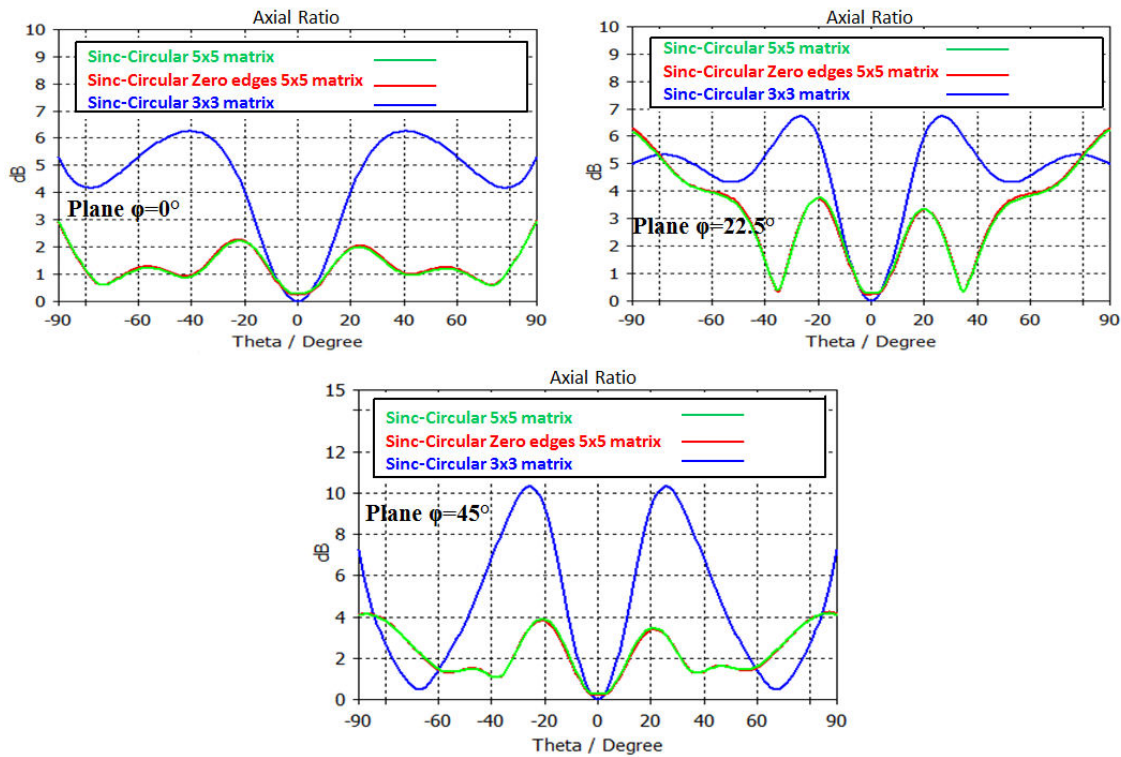 Axial Ratio
10
9
8
7
6
5
4
3
2
1
0
dB
Sinc-Circular 5x5 matrix
Sinc-Circular Zero edges 5x5 matrix
Sinc-Circular 3x3 matrix
Plane φ=0°
-90 -60 -40 -20 0 20 40 60 90
Theta / Degree
Axial Ratio
10
9
8
7
6
5
4
3
2
1
0
dB
Sinc-Circular 5x5 matrix
Sinc-Circular Zero edges 5x5 matrix
Sinc-Circular 3x3 matrix
Plane φ=22.5°
-90 -60 -40 -20 0 20 40 60 90
Theta / Degree
Axial Ratio
15
12
10
8
6
4
2
0
dB
Sinc-Circular 5x5 matrix
Sinc-Circular Zero edges 5x5 matrix
Sinc-Circular 3x3 matrix
Plane φ=45°
-90 -60 -40 -20 0 20 40 60 90
Theta / Degree